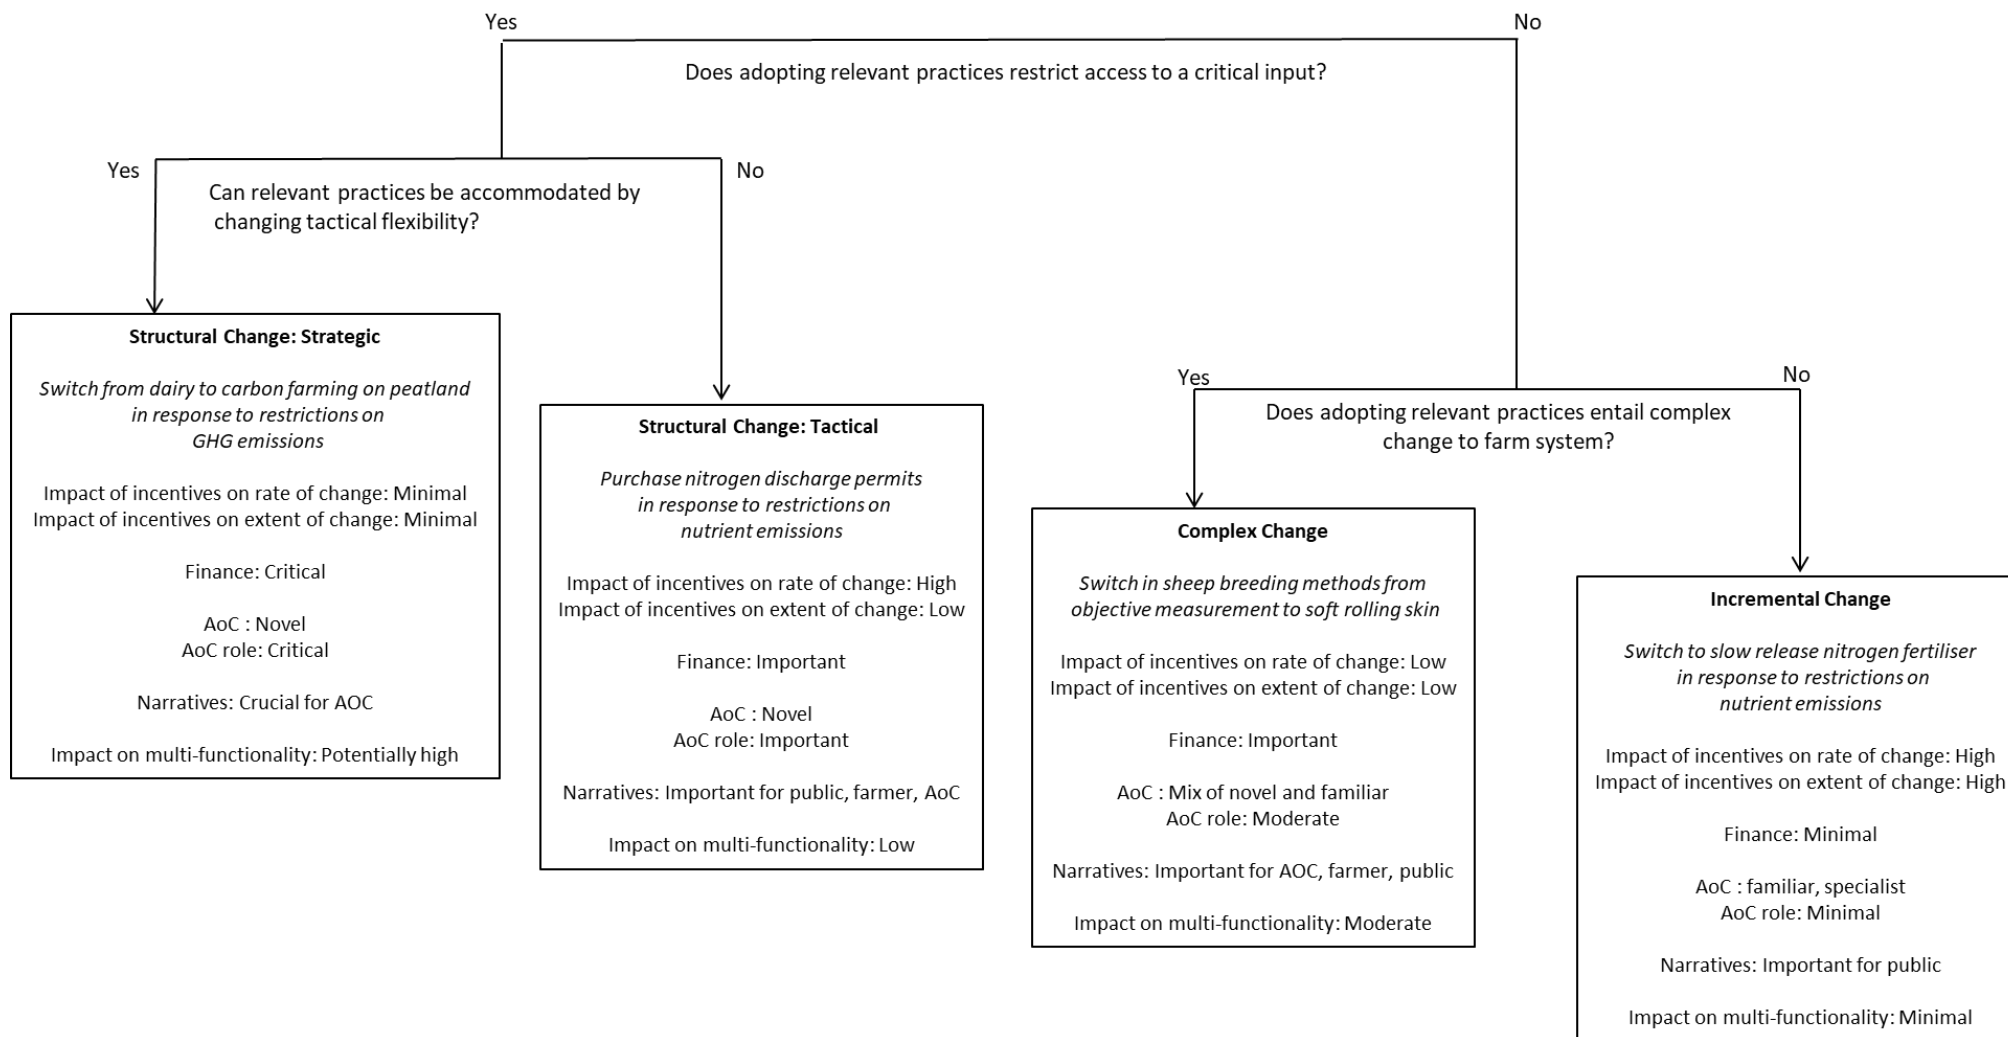 Yes
No
Does adopting relevant practices restrict access to a critical input?
Yes
No
Can relevant practices be accommodated by
changing tactical flexibility?
Structural Change: Strategic
Switch from dairy to carbon farming on peatland
in response to restrictions on
GHG emissions
Impact of incentives on rate of change: Minimal
Impact of incentives on extent of change: Minimal
Finance: Critical
AoC : Novel
AoC role: Critical
Narratives: Crucial for AOC
Impact on multi-functionality: Potentially high
Structural Change: Tactical
Purchase nitrogen discharge permits
in response to restrictions on
nutrient emissions
Impact of incentives on rate of change: High
Impact of incentives on extent of change: Low
Finance: Important
AoC : Novel
AoC role: Important
Narratives: Important for public, farmer, AoC
Impact on multi-functionality: Low
Yes
No
Does adopting relevant practices entail complex
change to farm system?
Complex Change
Switch in sheep breeding methods from
objective measurement to soft rolling skin
Impact of incentives on rate of change: Low
Impact of incentives on extent of change: Low
Finance: Important
AoC : Mix of novel and familiar
AoC role: Moderate
Narratives: Important for AOC, farmer, public
Impact on multi-functionality: Moderate
Incremental Change
Switch to slow release nitrogen fertiliser
in response to restrictions on
nutrient emissions
Impact of incentives on rate of change: High
Impact of incentives on extent of change: High
Finance: Minimal
AoC : familiar, specialist
AoC role: Minimal
Narratives: Important for public
Impact on multi-functionality: Minimal